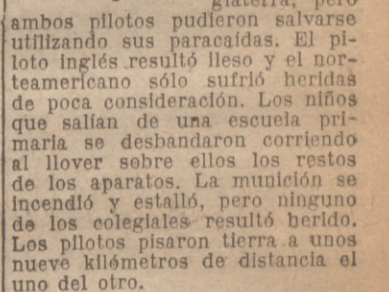 glaterra, pero
ambos pilotos pudieron salvarse
utilizando sus paracaídas. El pi-
loto inglés resultó ileso y el nor-
teamericano sólo sufrió heridas
de poca consideración. Los niños
que salían de una escuela pri-
maria se desbandaron corriendo
al llover sobre ellos los restos
de los aparatos. La munición se
incendió y estalló, pero ninguno
de los colegiales resultó herido.
Los pilotos pisaron tierra a unos
nueve kilómetros de distancia el
uno del otro.